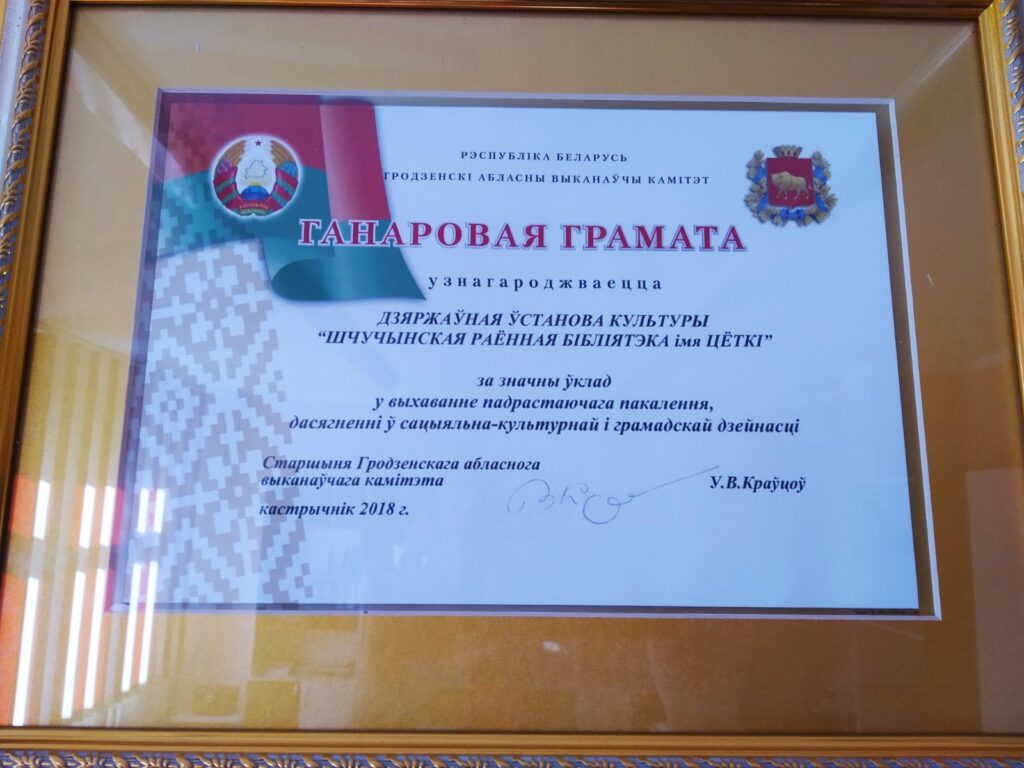 РЭСПУБЛІКА БЕЛАРУСЬ
ГРОДЗЕНСКІ АБЛАСНЫ ВЫКАНАЎЧЫ КАМІТЭТ
ГАНАРОВАЯ ГРАМАТА
узнагароджваецца
ДЗЯРЖАЎНАЯ ЎСТАНОВА КУЛЬТУРЫ
“ШЧУЧЫНСКАЯ РАЁННАЯ БІБЛІЯТЭКА імя ЦЁТКІ”
за значны ўклад
у выхаванне падрастаючага пакалення,
дасягненні ў сацыяльна-культурнай і грамадскай дзейнасці
Старшыня Гродзенскага абласнога
выканаўчага камітэта
У.В.Краўцоў
кастрычнік 2018 г.